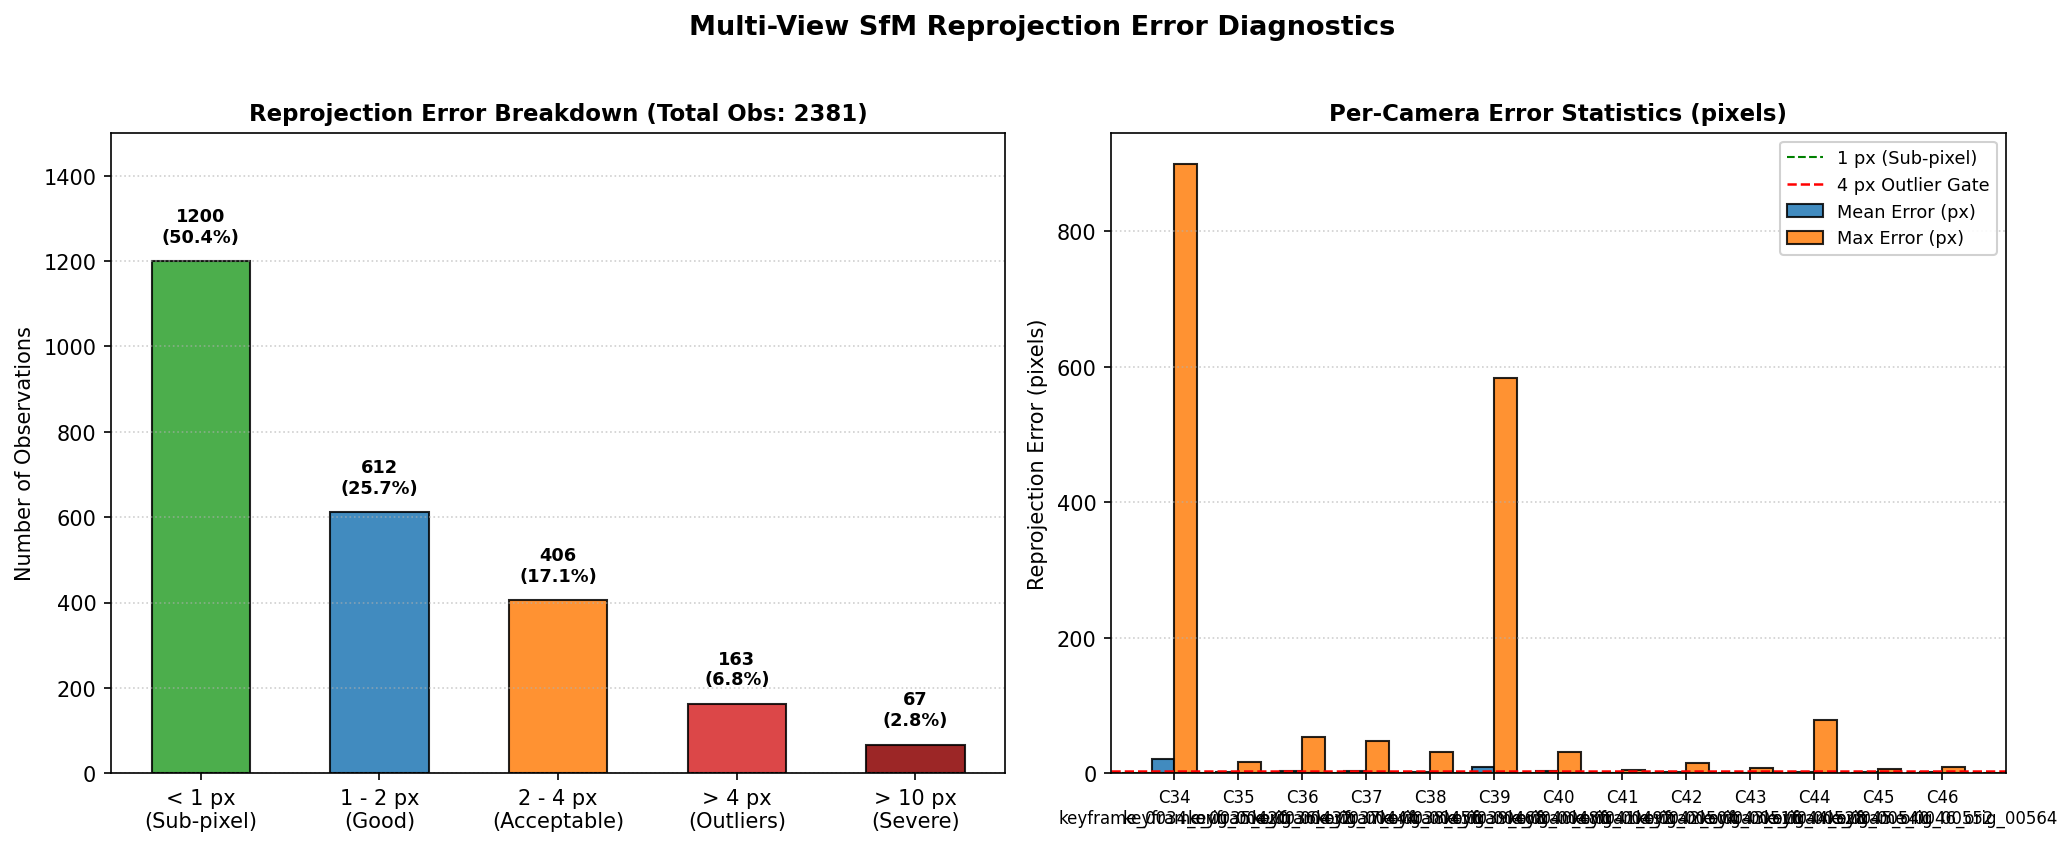 Multi-View SfM Reprojection Error Diagnostics
Reprojection Error Breakdown (Total Obs: 2381)
Number of Observations
1400
1200
1000
800
600
400
200
0
1200
(50.4%)
612
(25.7%)
406
(17.1%)
163
(6.8%)
67
(2.8%)
< 1 px
(Sub-pixel)
1 - 2 px
(Good)
2 - 4 px
(Acceptable)
> 4 px
(Outliers)
> 10 px
(Severe)
Per-Camera Error Statistics (pixels)
Reprojection Error (pixels)
800
600
400
200
0
1 px (Sub-pixel)
4 px Outlier Gate
Mean Error (px)
Max Error (px)
C34 C35 C36 C37 C38 C39 C40 C41 C42 C43 C44 C45 C46